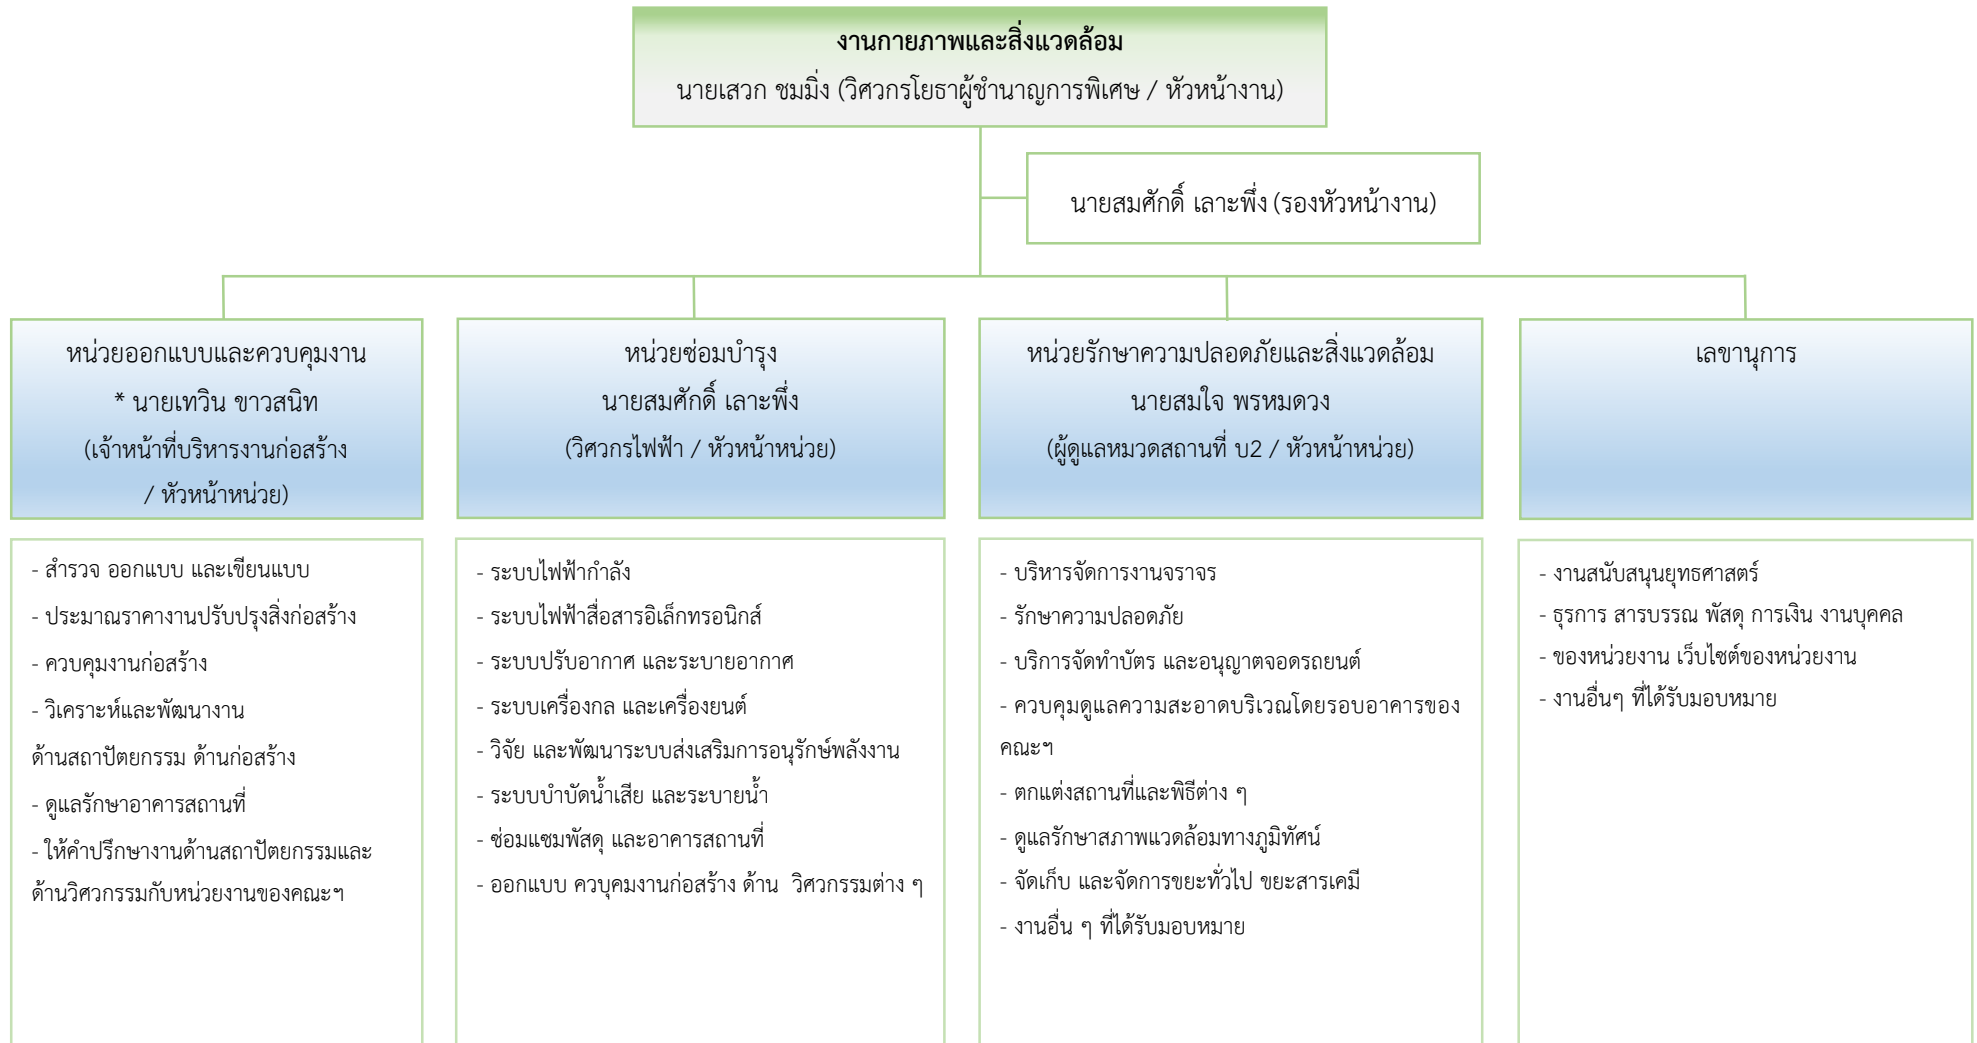 งานกายภาพและสิ่งแวดล้อม
นายเสวก ชมมิ่ง (วิศวกรโยธาผู้ชำนาญการพิเศษ / หัวหน้างาน)
นายสมศักดิ์ เลาะพึ่ง (รองหัวหน้างาน)
หน่วยออกแบบและควบคุมงาน
* นายเทวิน ขาวสนิท
(เจ้าหน้าที่บริหารงานก่อสร้าง
/ หัวหน้าหน่วย)
- สำรวจ ออกแบบ และเขียนแบบ
- ประมาณราคางานปรับปรุงสิ่งก่อสร้าง
- ควบคุมงานก่อสร้าง
- วิเคราะห์และพัฒนางาน
ด้านสถาปัตยกรรม ด้านก่อสร้าง
- ดูแลรักษาอาคารสถานที่
- ให้คำปรึกษางานด้านสถาปัตยกรรมและ
ด้านวิศวกรรมกับหน่วยงานของคณะฯ
หน่วยซ่อมบำรุง
นายสมศักดิ์ เลาะพึ่ง
(วิศวกรไฟฟ้า / หัวหน้าหน่วย)
- ระบบไฟฟ้ากำลัง
- ระบบไฟฟ้าสื่อสารอิเล็กทรอนิกส์
- ระบบปรับอากาศ และระบายอากาศ
- ระบบเครื่องกล และเครื่องยนต์
- วิจัย และพัฒนาระบบส่งเสริมการอนุรักษ์พลังงาน
- ระบบบำบัดน้ำเสีย และระบายน้ำ
- ซ่อมแซมพัสดุ และอาคารสถานที่
- ออกแบบ ควบุคมงานก่อสร้าง ด้าน วิศวกรรมต่าง ๆ
หน่วยรักษาความปลอดภัยและสิ่งแวดล้อม
นายสมใจ พรหมดวง
(ผู้ดูแลหมวดสถานที่ บ2 / หัวหน้าหน่วย)
- บริหารจัดการงานจราจร
- รักษาความปลอดภัย
- บริการจัดทำบัตร และอนุญาตจอดรถยนต์
- ควบคุมดูแลความสะอาดบริเวณโดยรอบอาคารของ
คณะฯ
- ตกแต่งสถานที่และพิธีต่าง ๆ
- ดูแลรักษาสภาพแวดล้อมทางภูมิทัศน์
- จัดเก็บ และจัดการขยะทั่วไป ขยะสารเคมี
- งานอื่น ๆ ที่ได้รับมอบหมาย
เลขานุการ
- งานสนับสนุนยุทธศาสตร์
- ธุรการ สารบรรณ พัสดุ การเงิน งานบุคคล
- ของหน่วยงาน เว็บไซต์ของหน่วยงาน
- งานอื่นๆ ที่ได้รับมอบหมาย